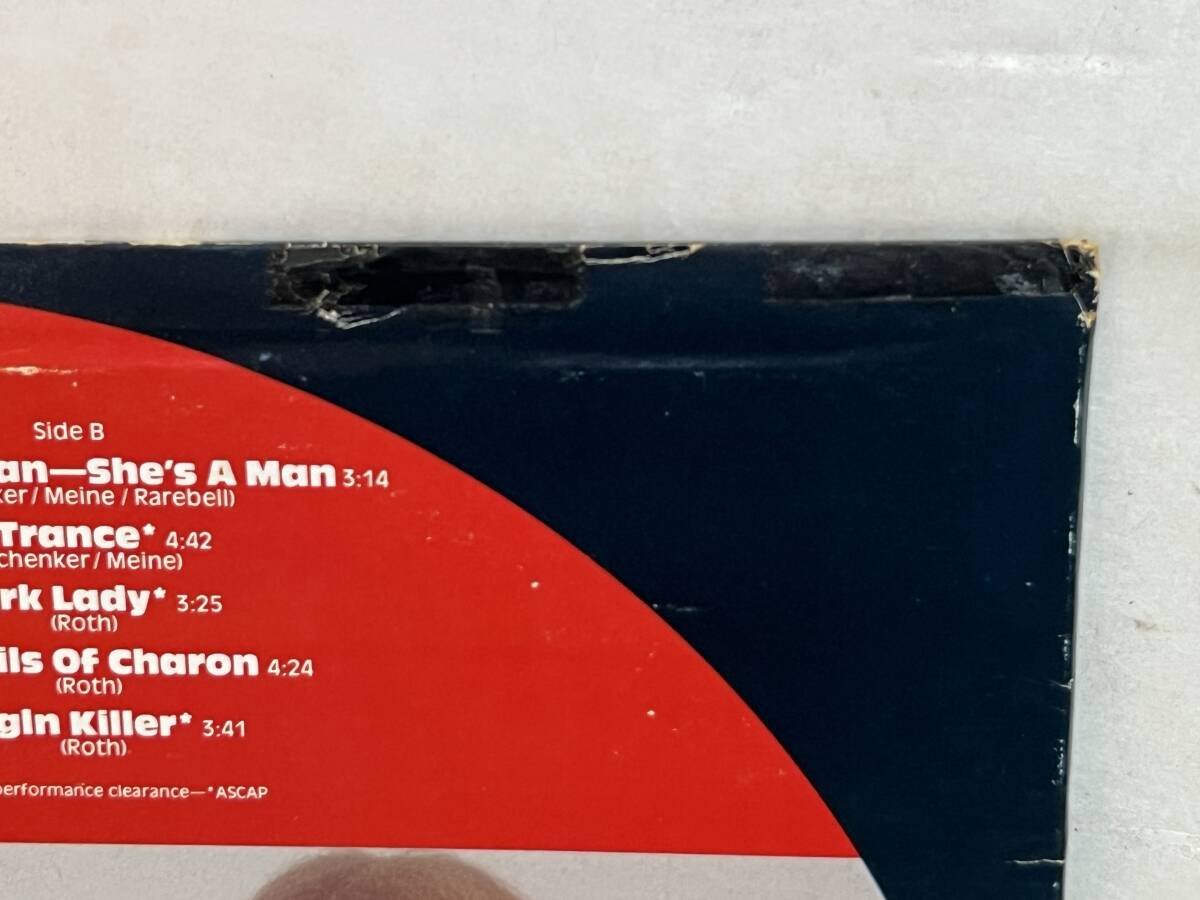 Side B
an—She's A Man 3:14
ker / Meine / Rarebell)
Trance* 4:42
chenker / Meine)
rk Lady* 3:25
(Roth)
ils Of Charon 4:24
(Roth)
gin Killer* 3:41
(Roth)
performance clearance—*ASCAP